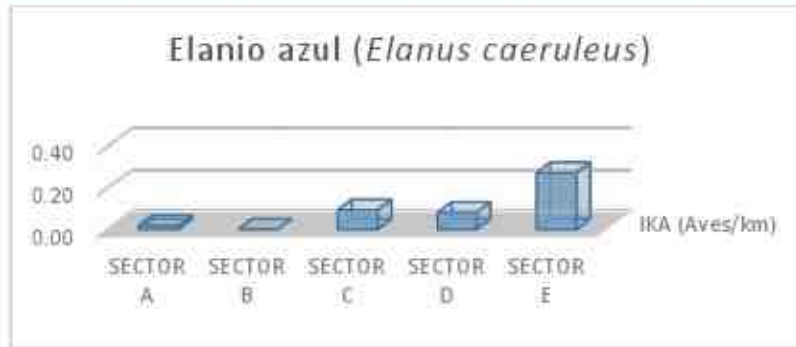 Elanio azul (Elanus caeruleus)
0.40
0.20
0.00
IKA (Aves/km)
SECTOR SECTOR SECTOR SECTOR SECTOR
A B C D E